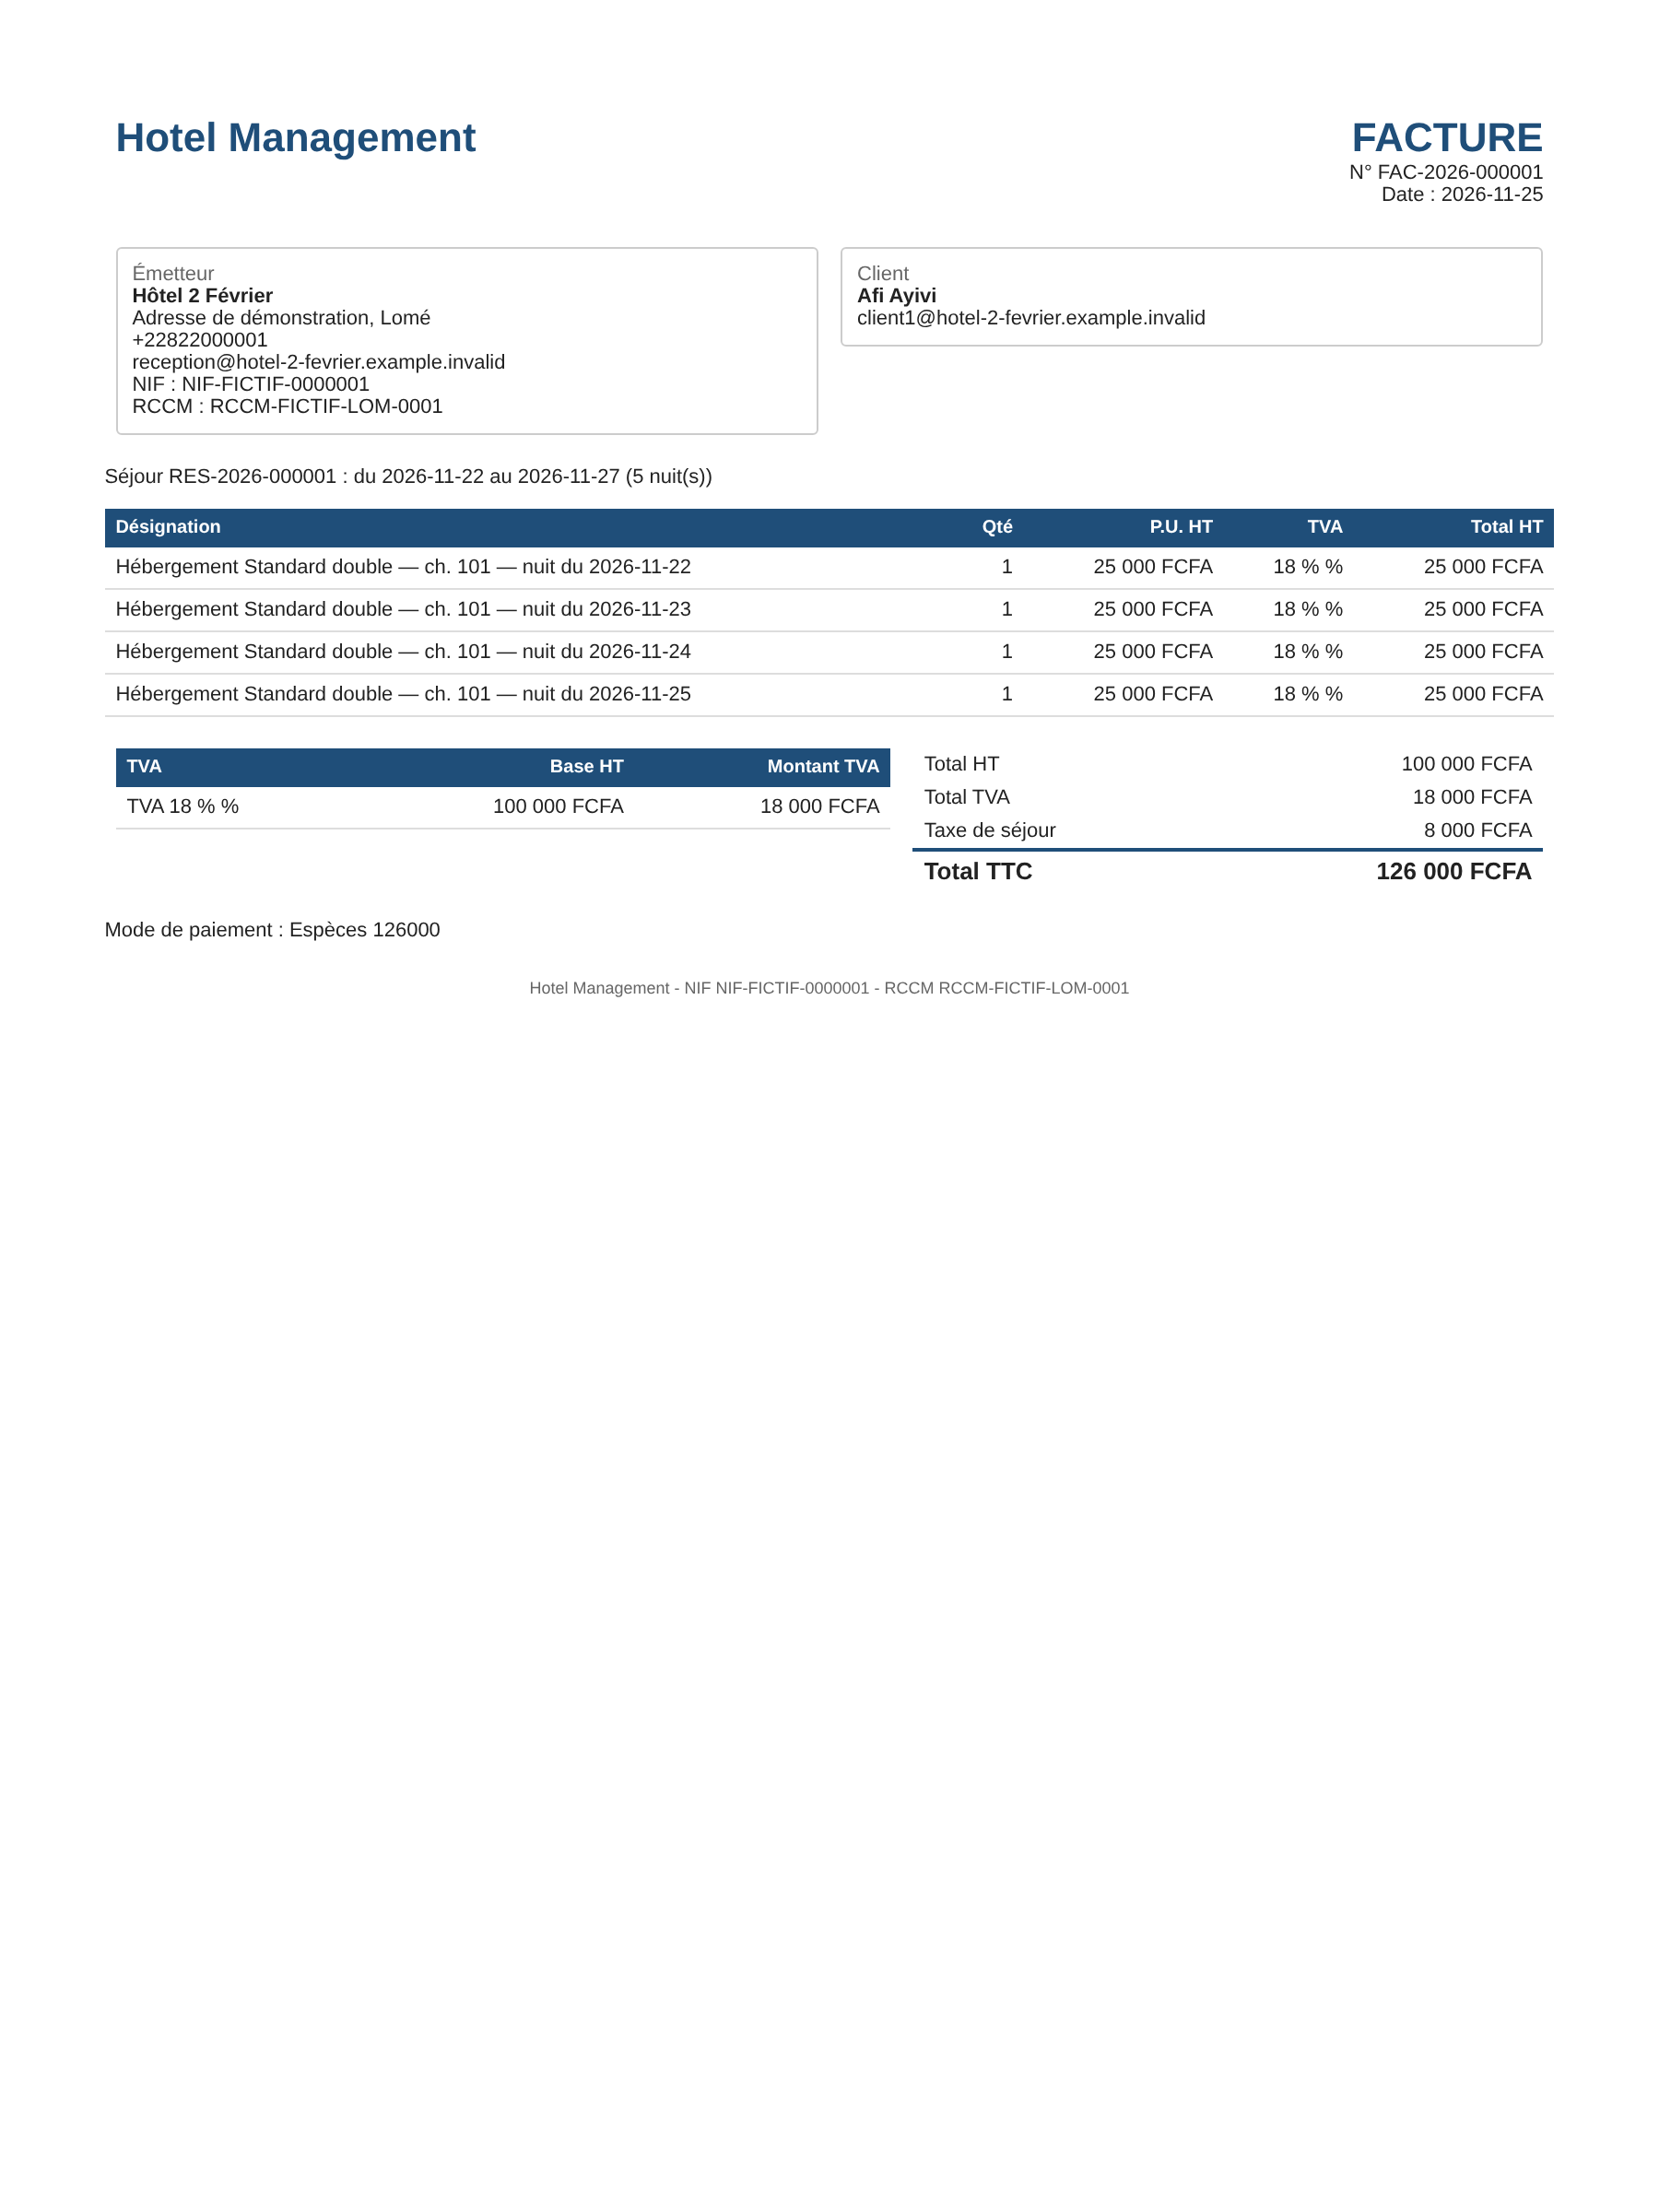 Hotel Management
FACTURE
N° FAC-2026-000001
Date : 2026-11-25
Émetteur
Hôtel 2 Février
Adresse de démonstration, Lomé
+22822000001
reception@hotel-2-fevrier.example.invalid
NIF : NIF-FICTIF-0000001
RCCM : RCCM-FICTIF-LOM-0001
Client
Afi Ayivi
client1@hotel-2-fevrier.example.invalid
Séjour RES-2026-000001 : du 2026-11-22 au 2026-11-27 (5 nuit(s))
Désignation Qté P.U. HT TVA Total HT
Hébergement Standard double — ch. 101 — nuit du 2026-11-22 1 25 000 FCFA 18 % % 25 000 FCFA
Hébergement Standard double — ch. 101 — nuit du 2026-11-23 1 25 000 FCFA 18 % % 25 000 FCFA
Hébergement Standard double — ch. 101 — nuit du 2026-11-24 1 25 000 FCFA 18 % % 25 000 FCFA
Hébergement Standard double — ch. 101 — nuit du 2026-11-25 1 25 000 FCFA 18 % % 25 000 FCFA
TVA Base HT Montant TVA
TVA 18 % % 100 000 FCFA 18 000 FCFA
Total HT 100 000 FCFA
Total TVA 18 000 FCFA
Taxe de séjour 8 000 FCFA
Total TTC 126 000 FCFA
Mode de paiement : Espèces 126000
Hotel Management - NIF NIF-FICTIF-0000001 - RCCM RCCM-FICTIF-LOM-0001